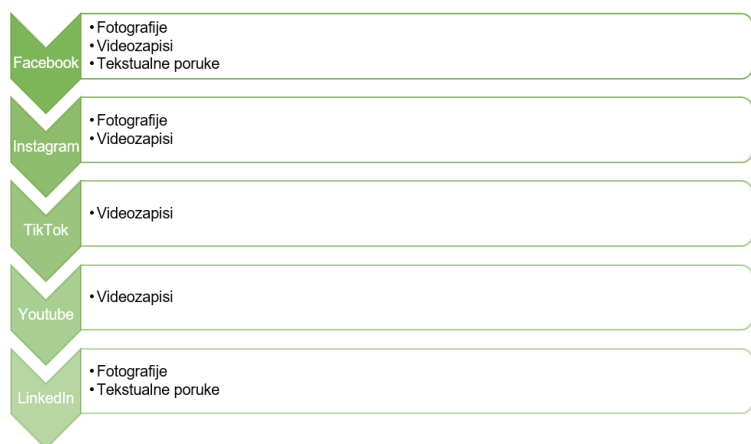 Facebook
• Fotografije
• Videozapisi
• Tekstualne poruke
Instagram
• Fotografije
• Videozapisi
TikTok
• Videozapisi
Youtube
• Videozapisi
LinkedIn
• Fotografije
• Tekstualne poruke